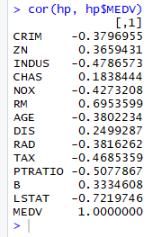 > cor(hp, hp$MEDV)
[,1]
CRIM -0.3796955
ZN 0.3659431
INDUS -0.4786573
CHAS 0.1838444
NOX -0.4273208
RM 0.6953599
AGE -0.3802234
DIS 0.2499287
RAD -0.3816262
TAX -0.4685359
PTRATIO -0.5077867
B 0.3334608
LSTAT -0.7219746
MEDV 1.0000000
>